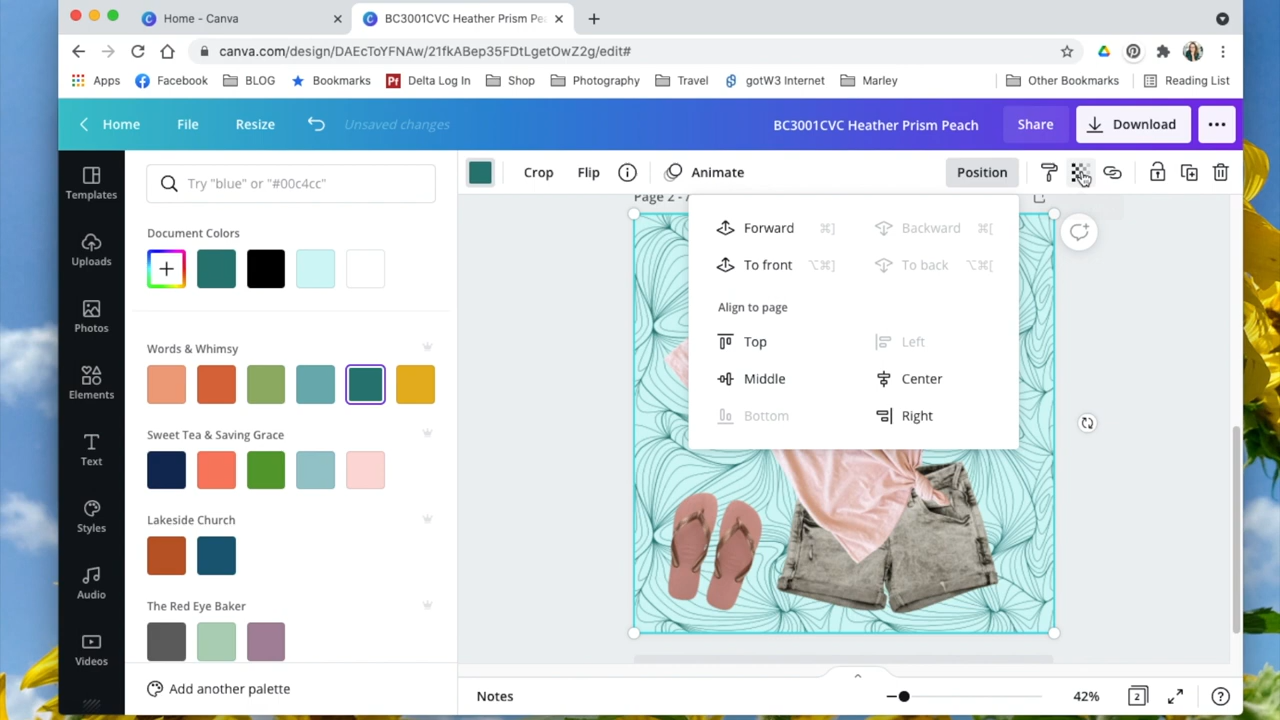 Home - Canva
BC3001CVC Heather Prism Pe
canva.com/design/DAEcToYFNAw/21fkABep35FDtLgetOwZ2g/edit#
Apps Facebook BLOG Bookmarks Delta Log In Shop Photography Travel gotW3 Internet Marley Other Bookmarks Reading List
Home File Resize Unsaved changes BC3001CVC Heather Prism Peach Share Download
Crop Flip Animate Position
Page 2 -
Templates
Uploads
Photos
Elements
Text
Styles
Audio
Videos
Try "blue" or "#00c4cc"
Document Colors
Words & Whimsy
Sweet Tea & Saving Grace
Lakeside Church
The Red Eye Baker
Add another palette
Forward ⌘] Backward ⌘[
To front ⌥⌘] To back ⌥⌘[
Align to page
Top Left
Middle Center
Bottom Right
Notes 42% 2